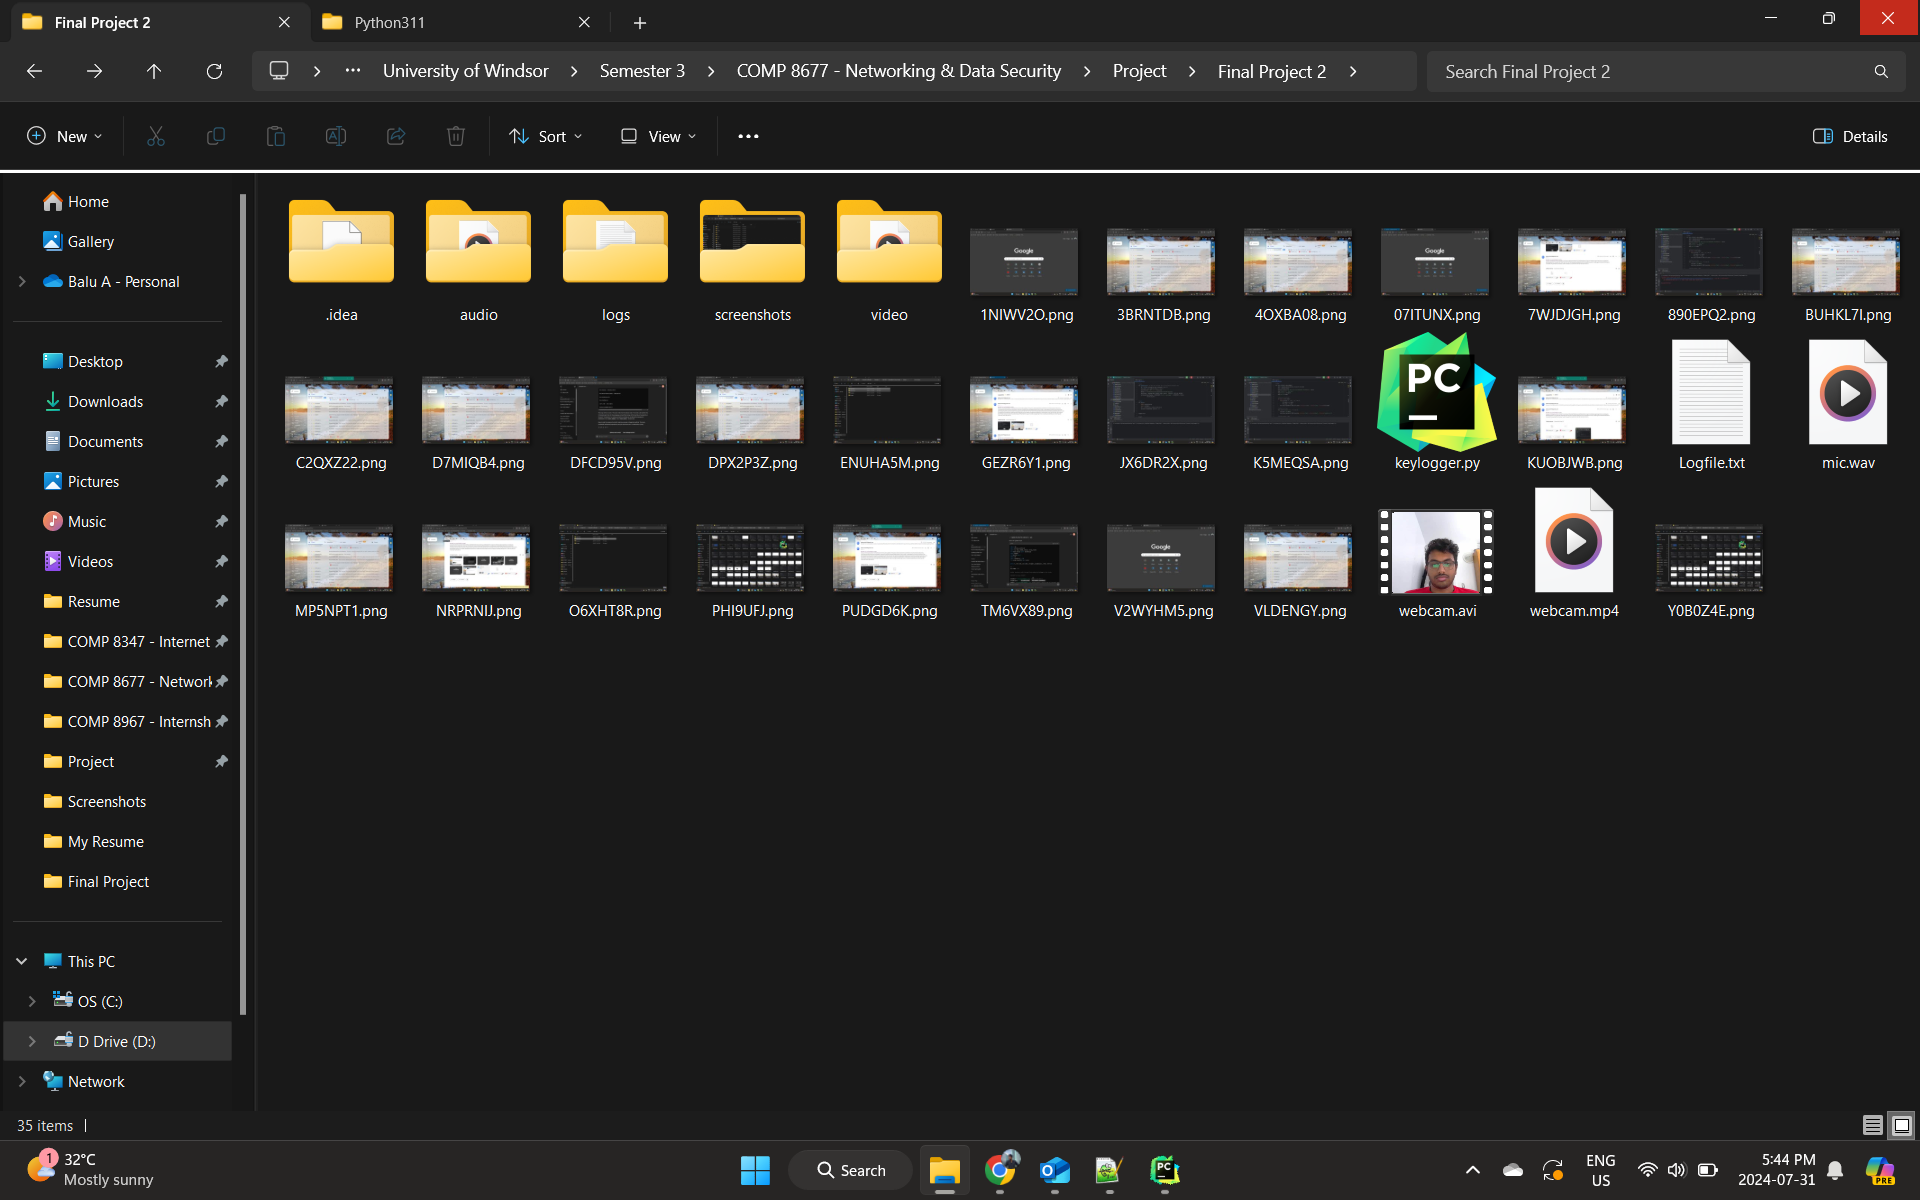 Final Project 2
Python311
University of Windsor
Semester 3
COMP 8677 - Networking & Data Security
Project
Final Project 2
Search Final Project 2
New
Sort
View
Details
Home
Gallery
Balu A - Personal
Desktop
Downloads
Documents
Pictures
Music
Videos
Resume
COMP 8347 - Internet
COMP 8677 - Network
COMP 8967 - Internsh
Project
Screenshots
My Resume
Final Project
This PC
OS (C:)
D Drive (D:)
Network
.idea
audio
logs
screenshots
video
1NIWV2O.png
3BRNTDB.png
4OXBA08.png
07ITUNX.png
7WJDJGH.png
890EPQ2.png
BUHKL7I.png
C2QXZ22.png
D7MIQB4.png
DFCD95V.png
DPX2P3Z.png
ENUHA5M.png
GEZR6Y1.png
JX6DR2X.png
K5MEQSA.png
PC
keylogger.py
KUOBJWB.png
Logfile.txt
mic.wav
MP5NPT1.png
NRPRNIJ.png
O6XHT8R.png
PHI9UFJ.png
PUDGD6K.png
TM6VX89.png
V2WYHM5.png
VLDENGY.png
webcam.avi
webcam.mp4
Y0B0Z4E.png
Google
Google
Google
35 items
1
32°C
Mostly sunny
Search
PC
ENG
US
5:44 PM
2024-07-31
PRE